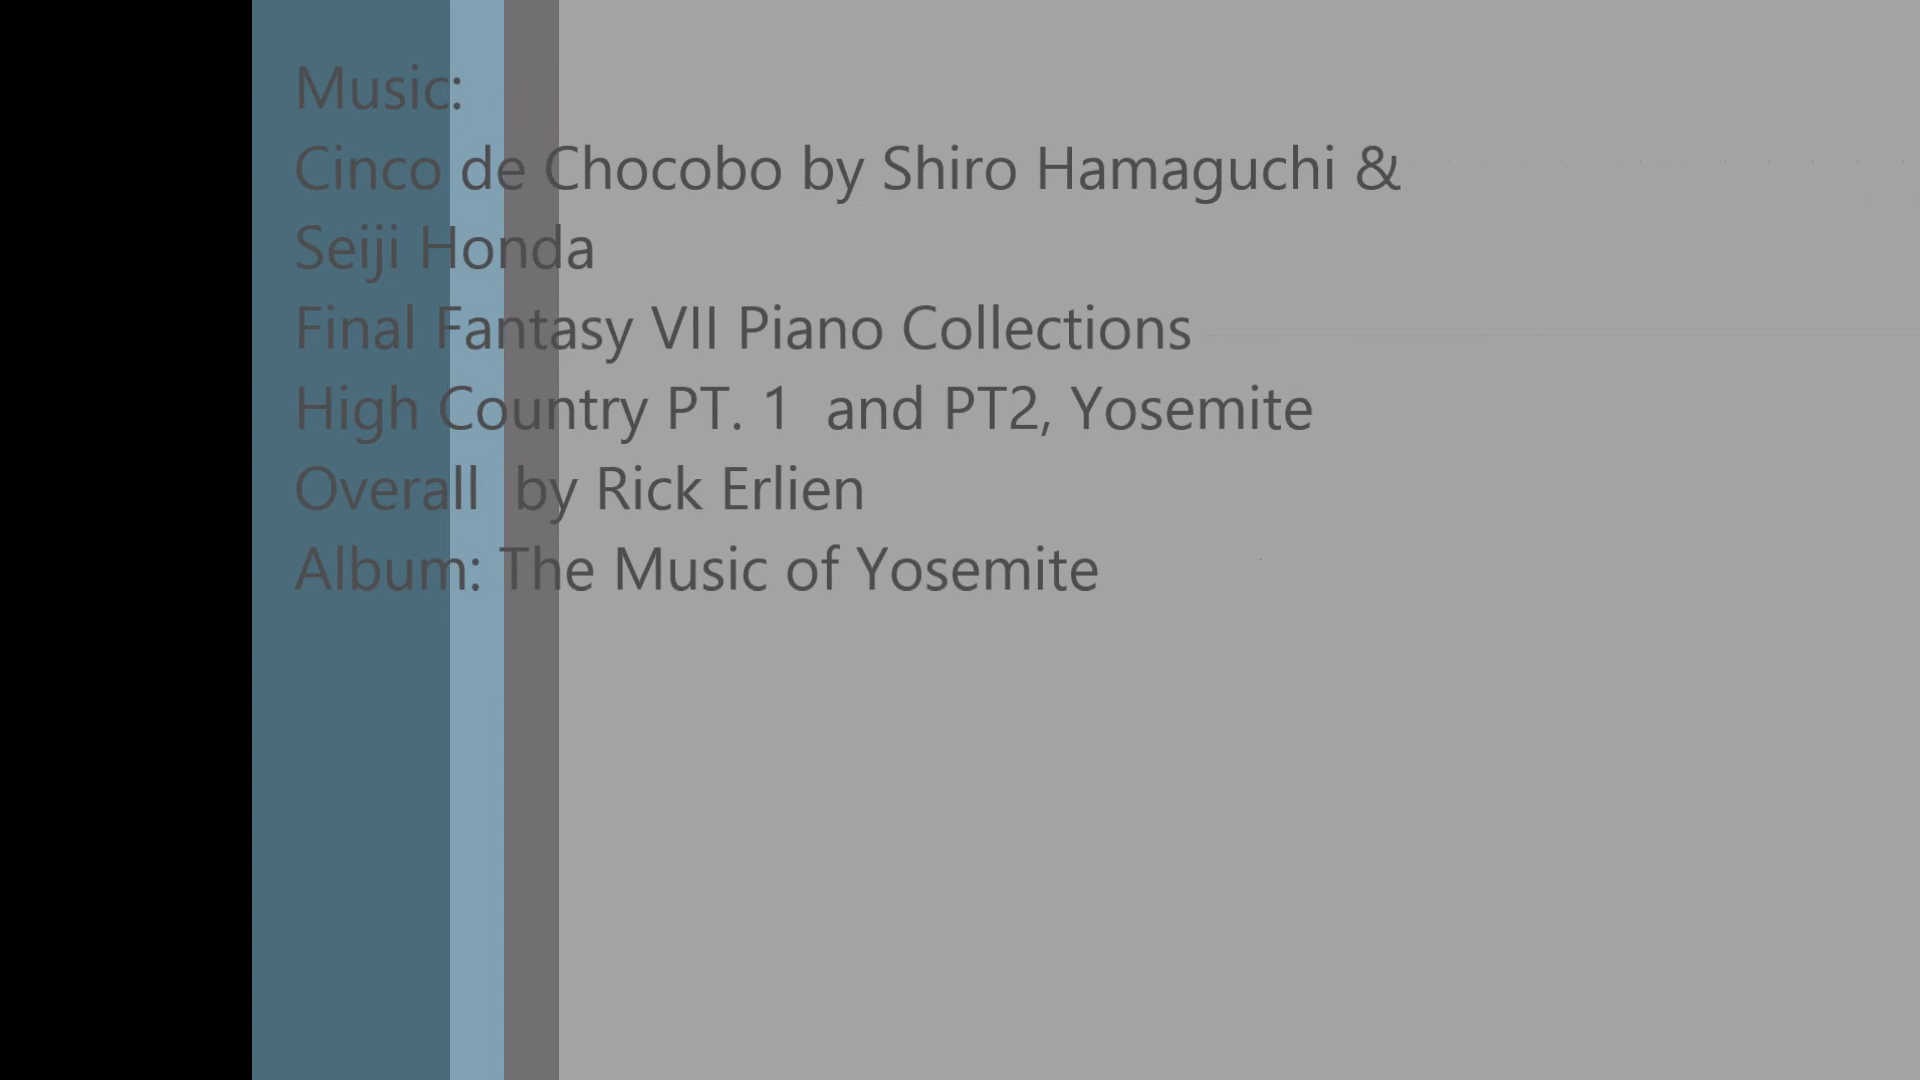 Music:
Cinco de Chocobo by Shiro Hamaguchi &
Seiji Honda
Final Fantasy VII Piano Collections
High Country PT. 1  and PT2, Yosemite
Overall  by Rick Erlien
Album: The Music of Yosemite